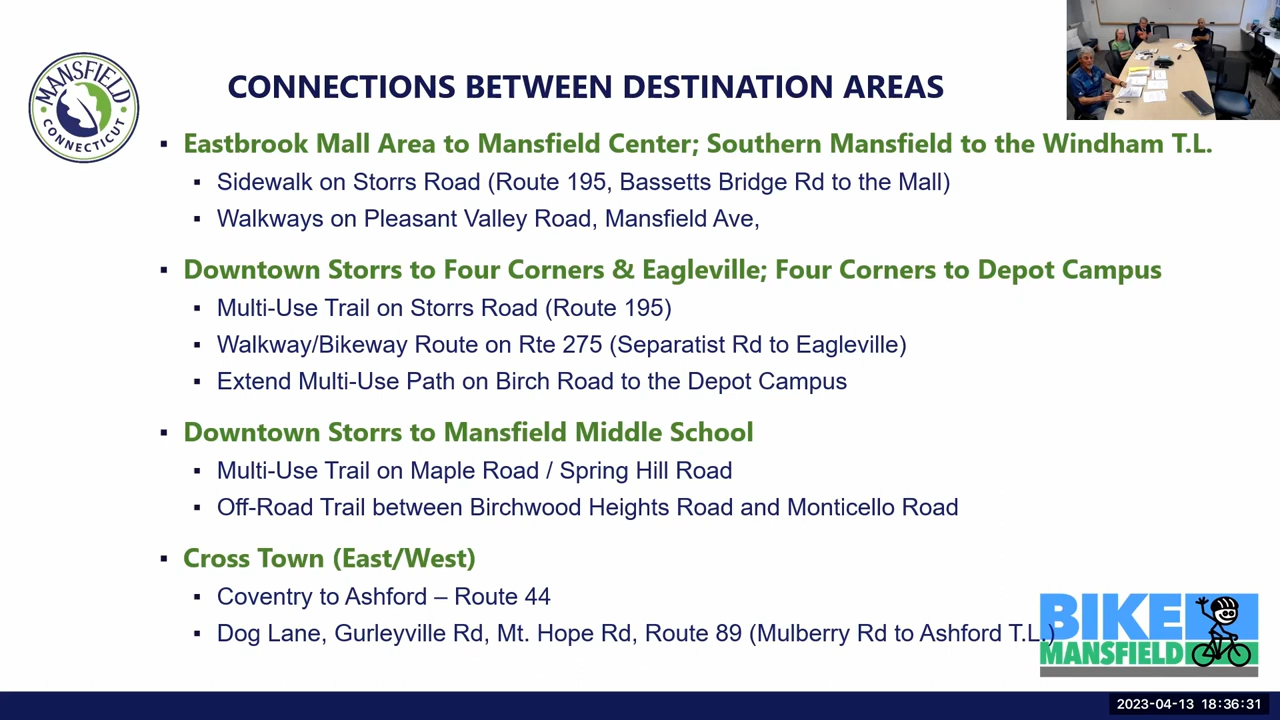 MANSFIELD
CONNECTICUT
CONNECTIONS BETWEEN DESTINATION AREAS
▪ Eastbrook Mall Area to Mansfield Center; Southern Mansfield to the Windham T.L.
▪ Sidewalk on Storrs Road (Route 195, Bassetts Bridge Rd to the Mall)
▪ Walkways on Pleasant Valley Road, Mansfield Ave,
▪ Downtown Storrs to Four Corners & Eagleville; Four Corners to Depot Campus
▪ Multi-Use Trail on Storrs Road (Route 195)
▪ Walkway/Bikeway Route on Rte 275 (Separatist Rd to Eagleville)
▪ Extend Multi-Use Path on Birch Road to the Depot Campus
▪ Downtown Storrs to Mansfield Middle School
▪ Multi-Use Trail on Maple Road / Spring Hill Road
▪ Off-Road Trail between Birchwood Heights Road and Monticello Road
▪ Cross Town (East/West)
▪ Coventry to Ashford – Route 44
▪ Dog Lane, Gurleyville Rd, Mt. Hope Rd, Route 89 (Mulberry Rd to Ashford T.L.)
BIKE
MANSFIELD
2023-04-13 18:36:31